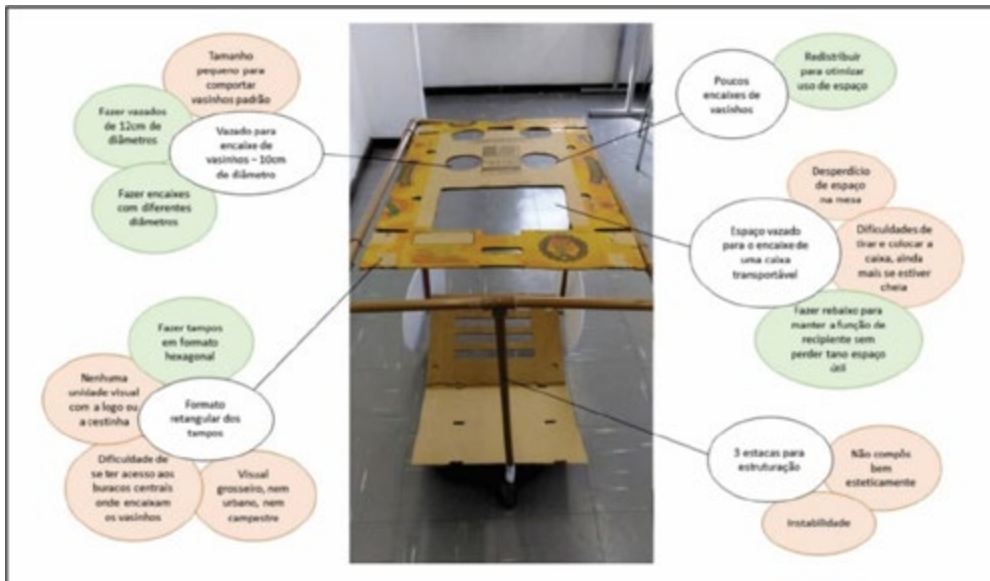 Tamanho
pequeno para
comportar
vasinhos padrão
Fazer vazados
de 12cm de
diâmetros
Vazado para
encaixe de
vasinhos – 10cm
de diâmetro
Fazer encaixes
com diferentes
diâmetros
Fazer tampos
em formato
hexagonal
Nenhuma
unidade visual
com a logo ou
a cestinha
Formato
retangular dos
tampos
Dificuldade de
se ter acesso aos
buracos centrais
onde encaixam
os vasinhos
Visual
grosseiro, nem
urbano, nem
campestre
Poucos
encaixes de
vasinhos
Redistribuir
para otimizar
uso de espaço
Desperdício
de espaço
na mesa
Espaço vazado
para o encaixe de
uma caixa
transportável
Dificuldades de
tirar e colocar a
caixa, ainda
mais se estiver
cheia
Fazer rebaixo para
manter a função de
recipiente sem
perder tano espaço
útil
3 estacas para
estruturação
Não compôs
bem
esteticamente
Instabilidade